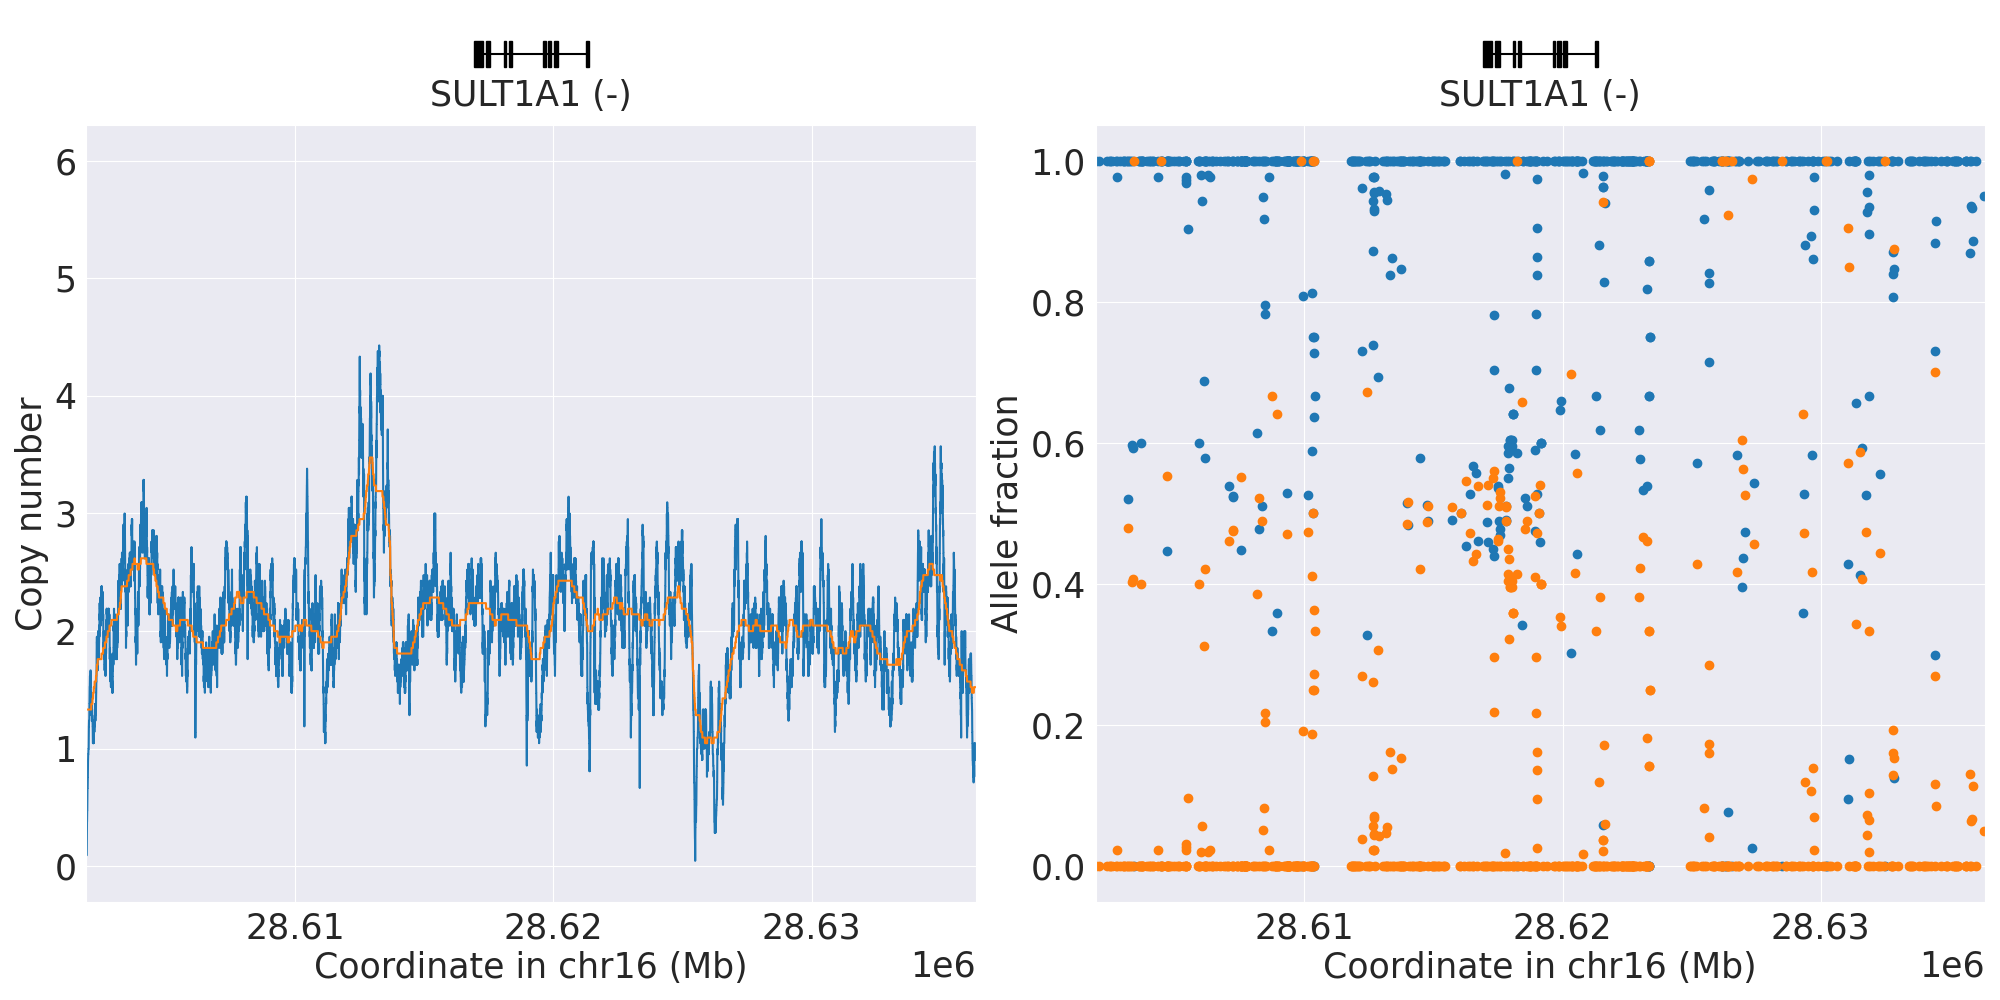 SULT1A1 (-)
6
5
4
3
2
1
0
Copy number
28.61
28.62
28.63
Coordinate in chr16 (Mb)
1e6
SULT1A1 (-)
1.0
0.8
0.6
0.4
0.2
0.0
Allele fraction
28.61
28.62
28.63
Coordinate in chr16 (Mb)
1e6